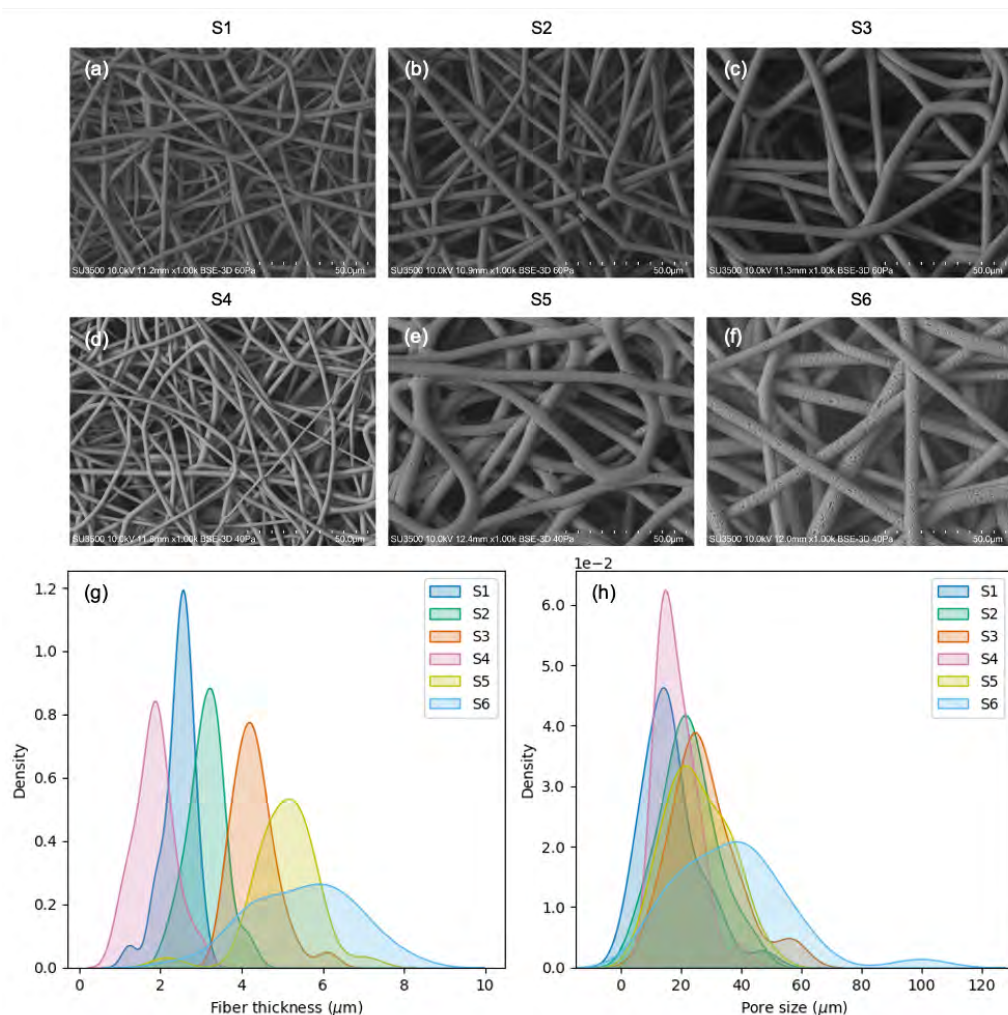 S1
S2
S3
(a)
(b)
(c)
SU3500 10.0kV 11.2mm x1.00k BSE-3D 60Pa 50.0µm
SU3500 10.0kV 10.9mm x1.00k BSE-3D 60Pa 50.0µm
SU3500 10.0kV 11.3mm x1.00k BSE-3D 60Pa 50.0µm
S4
S5
S6
(d)
(e)
(f)
SU3500 10.0kV 11.8mm x1.00k BSE-3D 40Pa 50.0µm
SU3500 10.0kV 12.4mm x1.00k BSE-3D 40Pa 50.0µm
SU3500 10.0kV 12.0mm x1.00k BSE-3D 40Pa 50.0µm
(g)
1.2
1.0
0.8
0.6
0.4
0.2
0.0
Density
0 2 4 6 8 10
Fiber thickness (µm)
S1
S2
S3
S4
S5
S6
1e−2
(h)
6.0
5.0
4.0
3.0
2.0
1.0
0.0
Density
0 20 40 60 80 100 120
Pore size (µm)
S1
S2
S3
S4
S5
S6